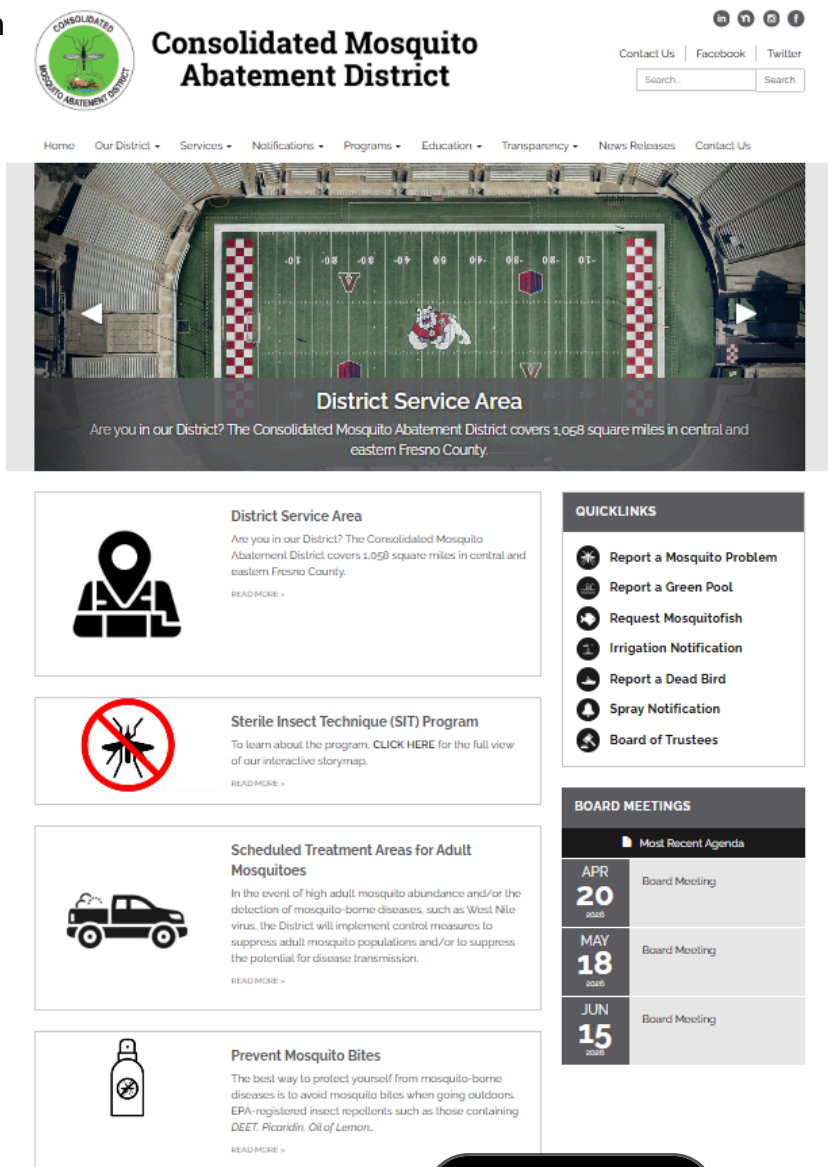 CONSOLIDATED
MOSQUITO ABATEMENT DISTRICT
Consolidated Mosquito
Abatement District
Contact Us
Facebook
Twitter
Search..
Search
Home
Our District
Services
Notifications
Programs
Education
Transparency
News Releases
Contact Us
District Service Area
Are you in our District? The Consolidated Mosquito Abatement District covers 1,058 square miles in central and
eastern Fresno County.
District Service Area
Are you in our District? The Consolidated Mosquito
Abatement District covers 1,058 square miles in central and
eastern Fresno County.
READ MORE »
Sterile Insect Technique (SIT) Program
To learn about the program, CLICK HERE for the full view
of our interactive storymap.
READ MORE »
Scheduled Treatment Areas for Adult
Mosquitoes
In the event of high adult mosquito abundance and/or the
detection of mosquito-borne diseases, such as West Nile
virus, the District will implement control measures to
suppress adult mosquito populations and/or to suppress
the potential for disease transmission.
READ MORE »
Prevent Mosquito Bites
The best way to protect yourself from mosquito-borne
diseases is to avoid mosquito bites when going outdoors.
EPA-registered insect repellents such as those containing
DEET, Picaridin, Oil of Lemon...
READ MORE »
QUICKLINKS
Report a Mosquito Problem
Report a Green Pool
Request Mosquitofish
Irrigation Notification
Report a Dead Bird
Spray Notification
Board of Trustees
BOARD MEETINGS
Most Recent Agenda
APR
20
2026
Board Meeting
MAY
18
2026
Board Meeting
JUN
15
2026
Board Meeting